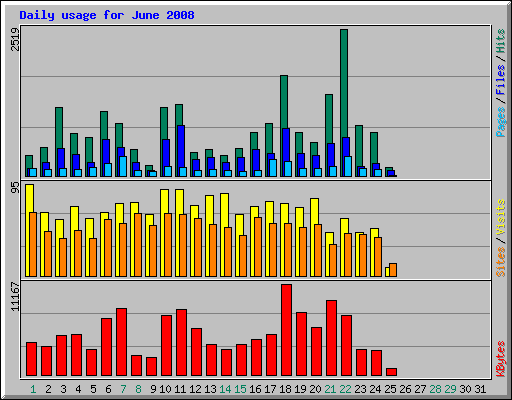 Daily usage for June 2008
2519
Pages / Files / Hits
95
Sites / Visits
11167
KBytes
1 2 3 4 5 6 7 8 9 10 11 12 13 14 15 16 17 18 19 20 21 22 23 24 25 26 27 28 29 30 31